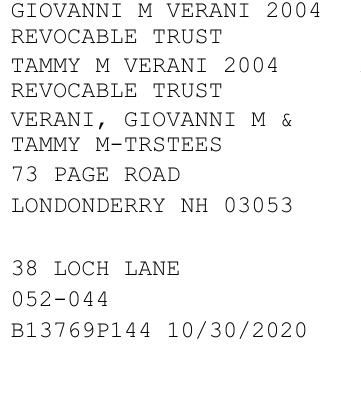 GIOVANNI M VERANI 2004
REVOCABLE TRUST
TAMMY M VERANI 2004
REVOCABLE TRUST
VERANI, GIOVANNI M &
TAMMY M-TRSTEES
73 PAGE ROAD
LONDONDERRY NH 03053
38 LOCH LANE
052-044
B13769P144 10/30/2020